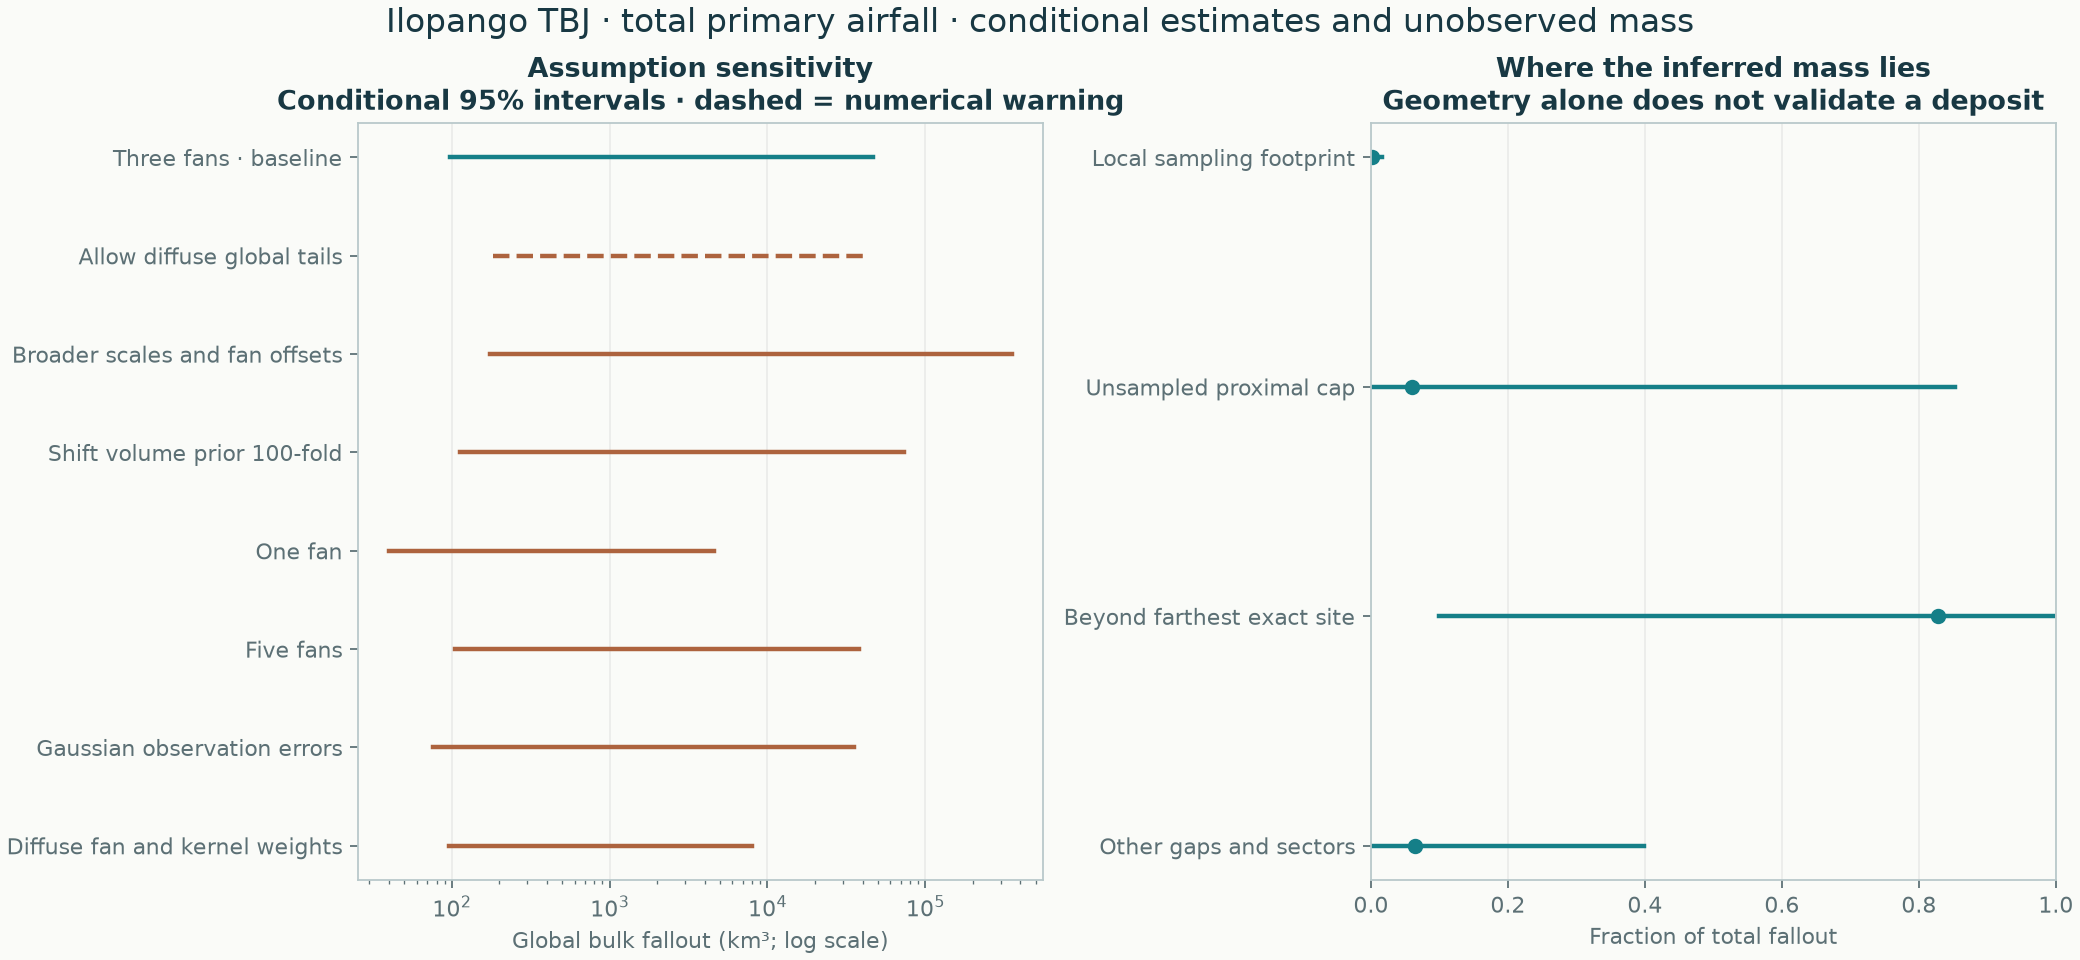 Ilopango TBJ · total primary airfall · conditional estimates and unobserved mass
Assumption sensitivity
Conditional 95% intervals · dashed = numerical warning
Three fans · baseline
Allow diffuse global tails
Broader scales and fan offsets
Shift volume prior 100-fold
One fan
Five fans
Gaussian observation errors
Diffuse fan and kernel weights
10² 10³ 10⁴ 10⁵
Global bulk fallout (km³; log scale)
Where the inferred mass lies
Geometry alone does not validate a deposit
Local sampling footprint
Unsampled proximal cap
Beyond farthest exact site
Other gaps and sectors
0.0 0.2 0.4 0.6 0.8 1.0
Fraction of total fallout